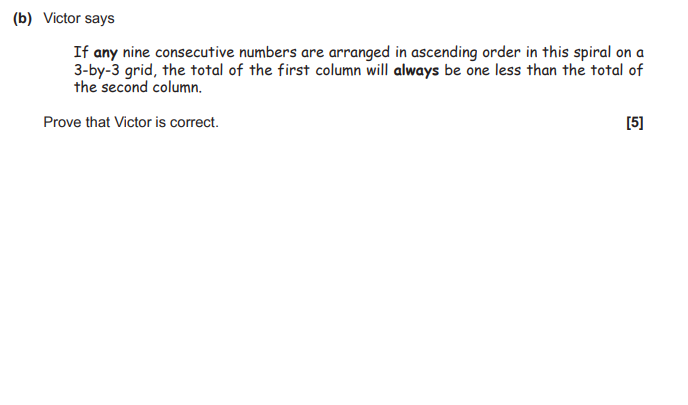 (b) Victor says
If any nine consecutive numbers are arranged in ascending order in this spiral on a
3-by-3 grid, the total of the first column will always be one less than the total of
the second column.
Prove that Victor is correct. [5]